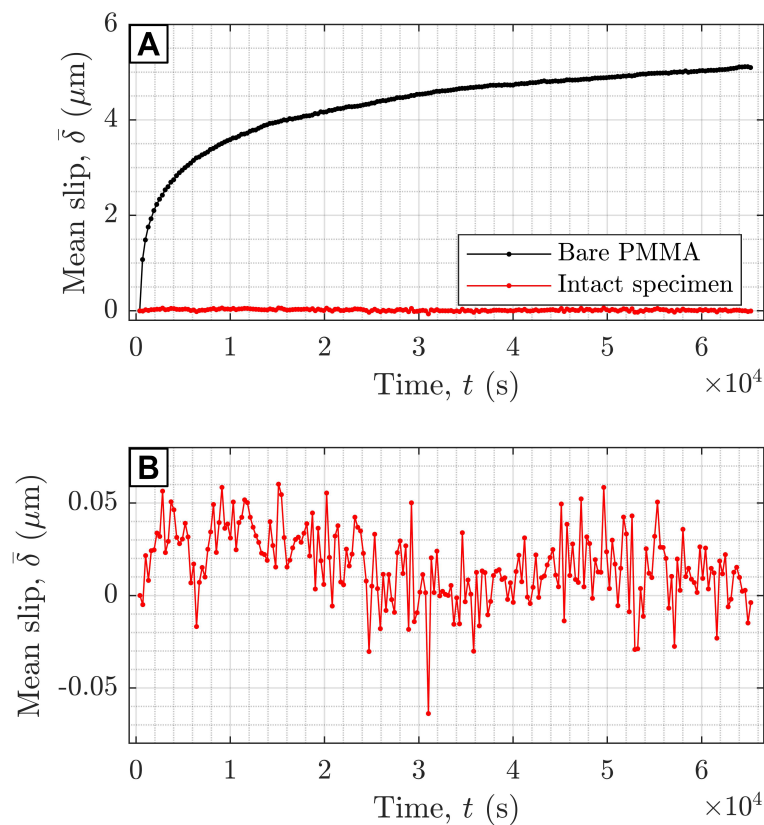 A
6
4
2
0
Mean slip, δ̄ (μm)
Bare PMMA
Intact specimen
0 1 2 3 4 5 6
Time, t (s)
×10⁴
B
0.05
0
-0.05
Mean slip, δ̄ (μm)
0 1 2 3 4 5 6
Time, t (s)
×10⁴